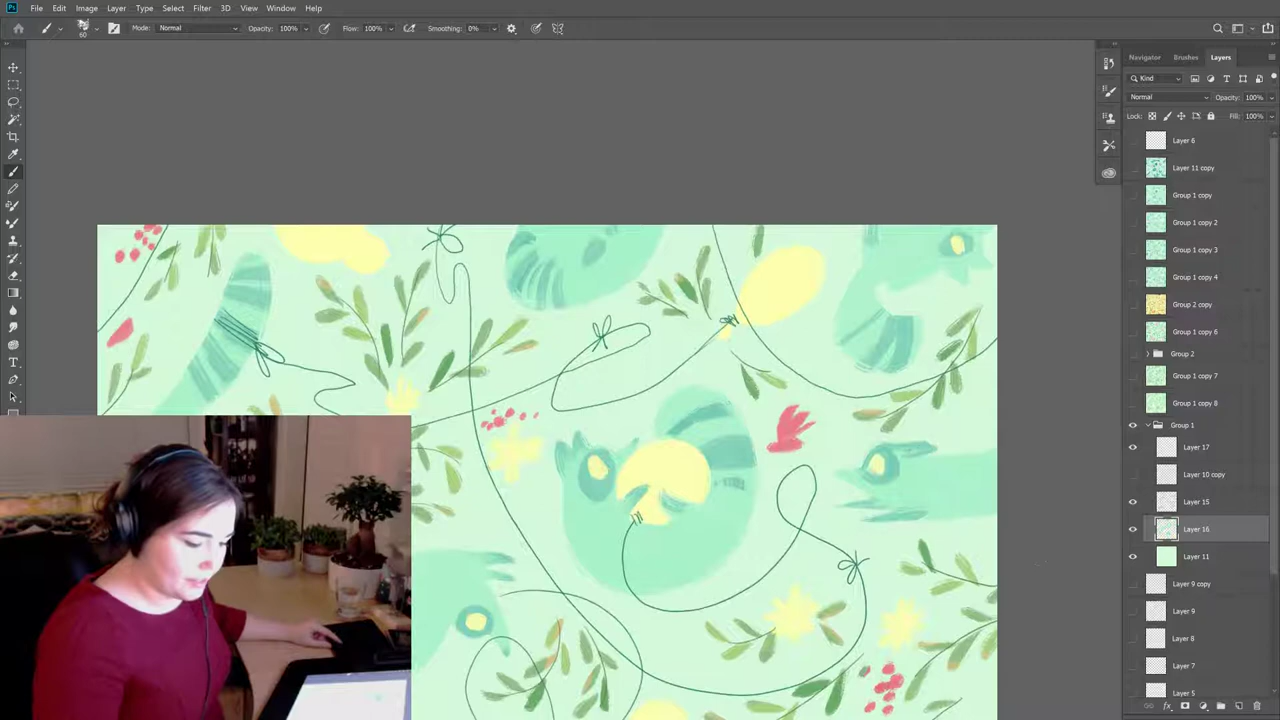 Ps File Edit Image Layer Type Select Filter 3D View Window Help
60 Mode: Normal Opacity: 100% Flow: 100% Smoothing: 0%
Navigator Brushes Layers
Kind
Normal Opacity: 100%
Lock: Fill: 100%
Layer 6
Layer 11 copy
Group 1 copy
Group 1 copy 2
Group 1 copy 3
Group 1 copy 4
Group 2 copy
Group 1 copy 6
Group 2
Group 1 copy 7
Group 1 copy 8
Group 1
Layer 17
Layer 10 copy
Layer 15
Layer 16
Layer 11
Layer 9 copy
Layer 9
Layer 8
Layer 7
Layer 5
fx